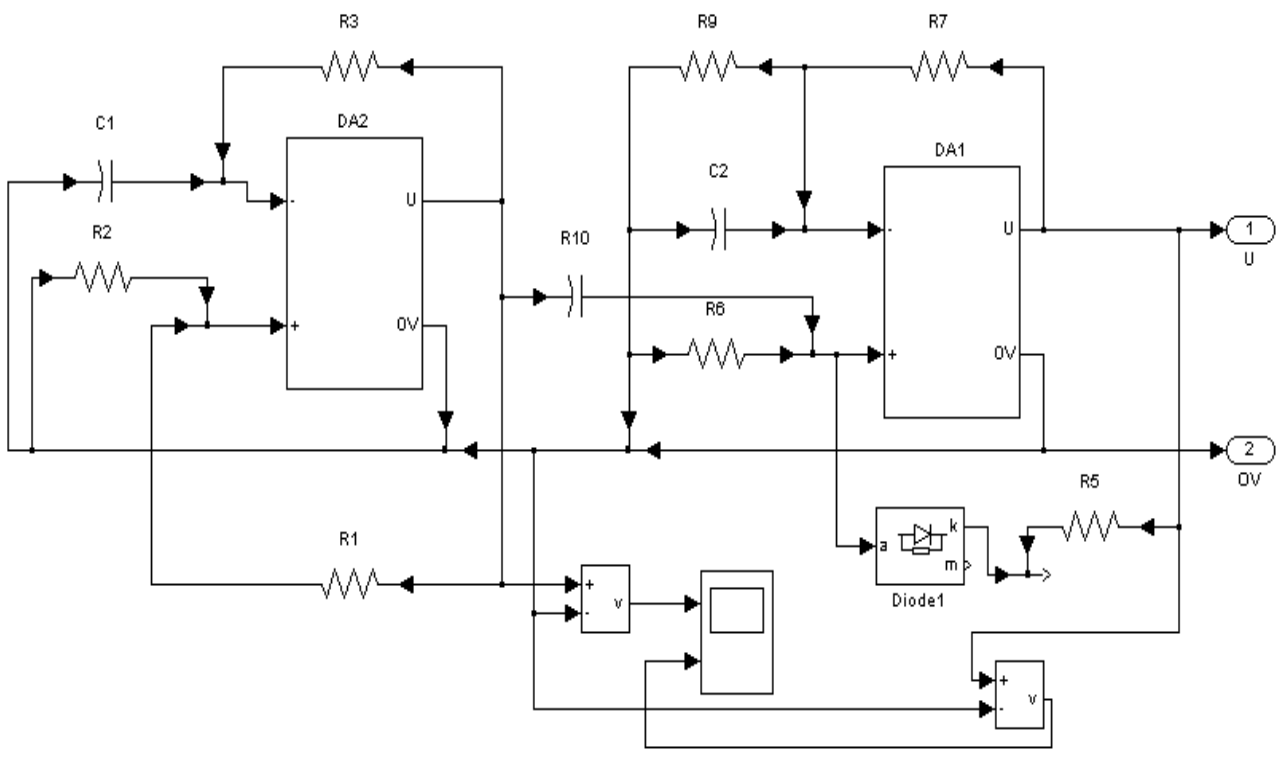 R3
R9
R7
C1
DA2
DA1
C2
-
U
R2
R10
-
U
1
U
R6
+
0V
+
0V
2
0V
R5
R1
a
k
m
Diode1
+
-
v
+
-
v